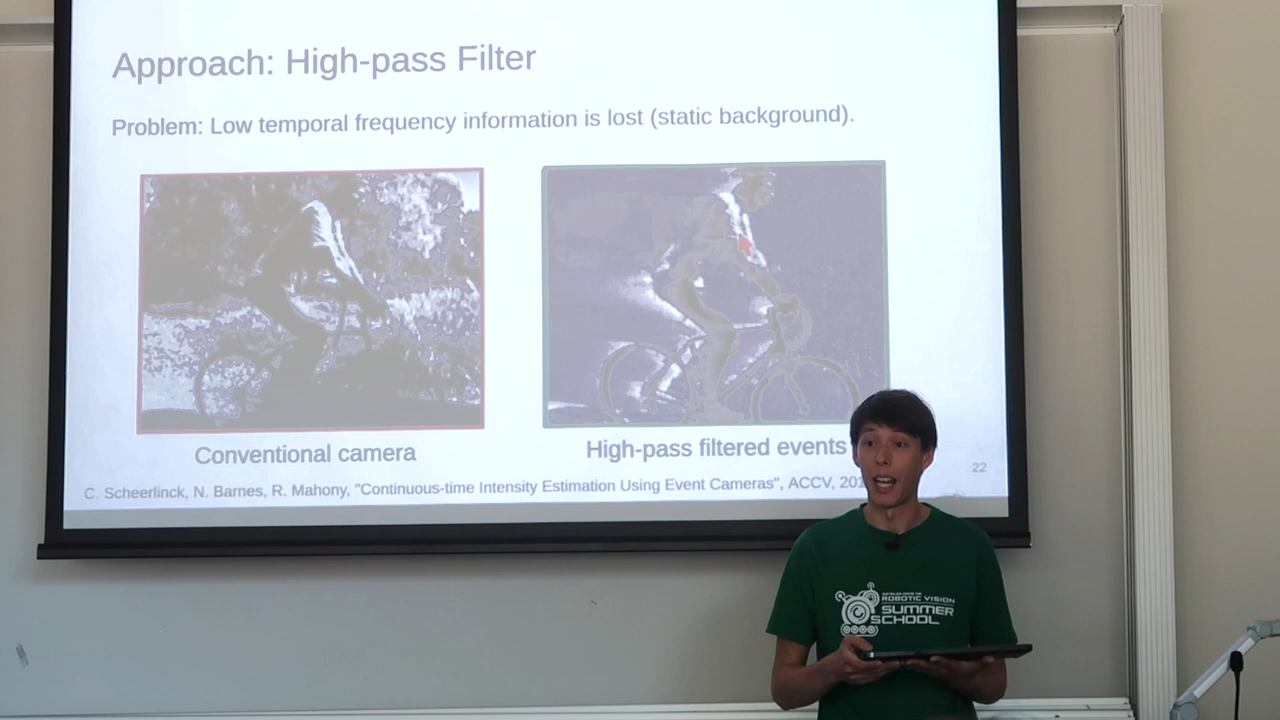 Approach: High-pass Filter
Problem: Low temporal frequency information is lost (static background).
Conventional camera
High-pass filtered events
C. Scheerlinck, N. Barnes, R. Mahony, "Continuous-time Intensity Estimation Using Event Cameras", ACCV,
22
ROBOTIC VISION
SUMMER
SCHOOL